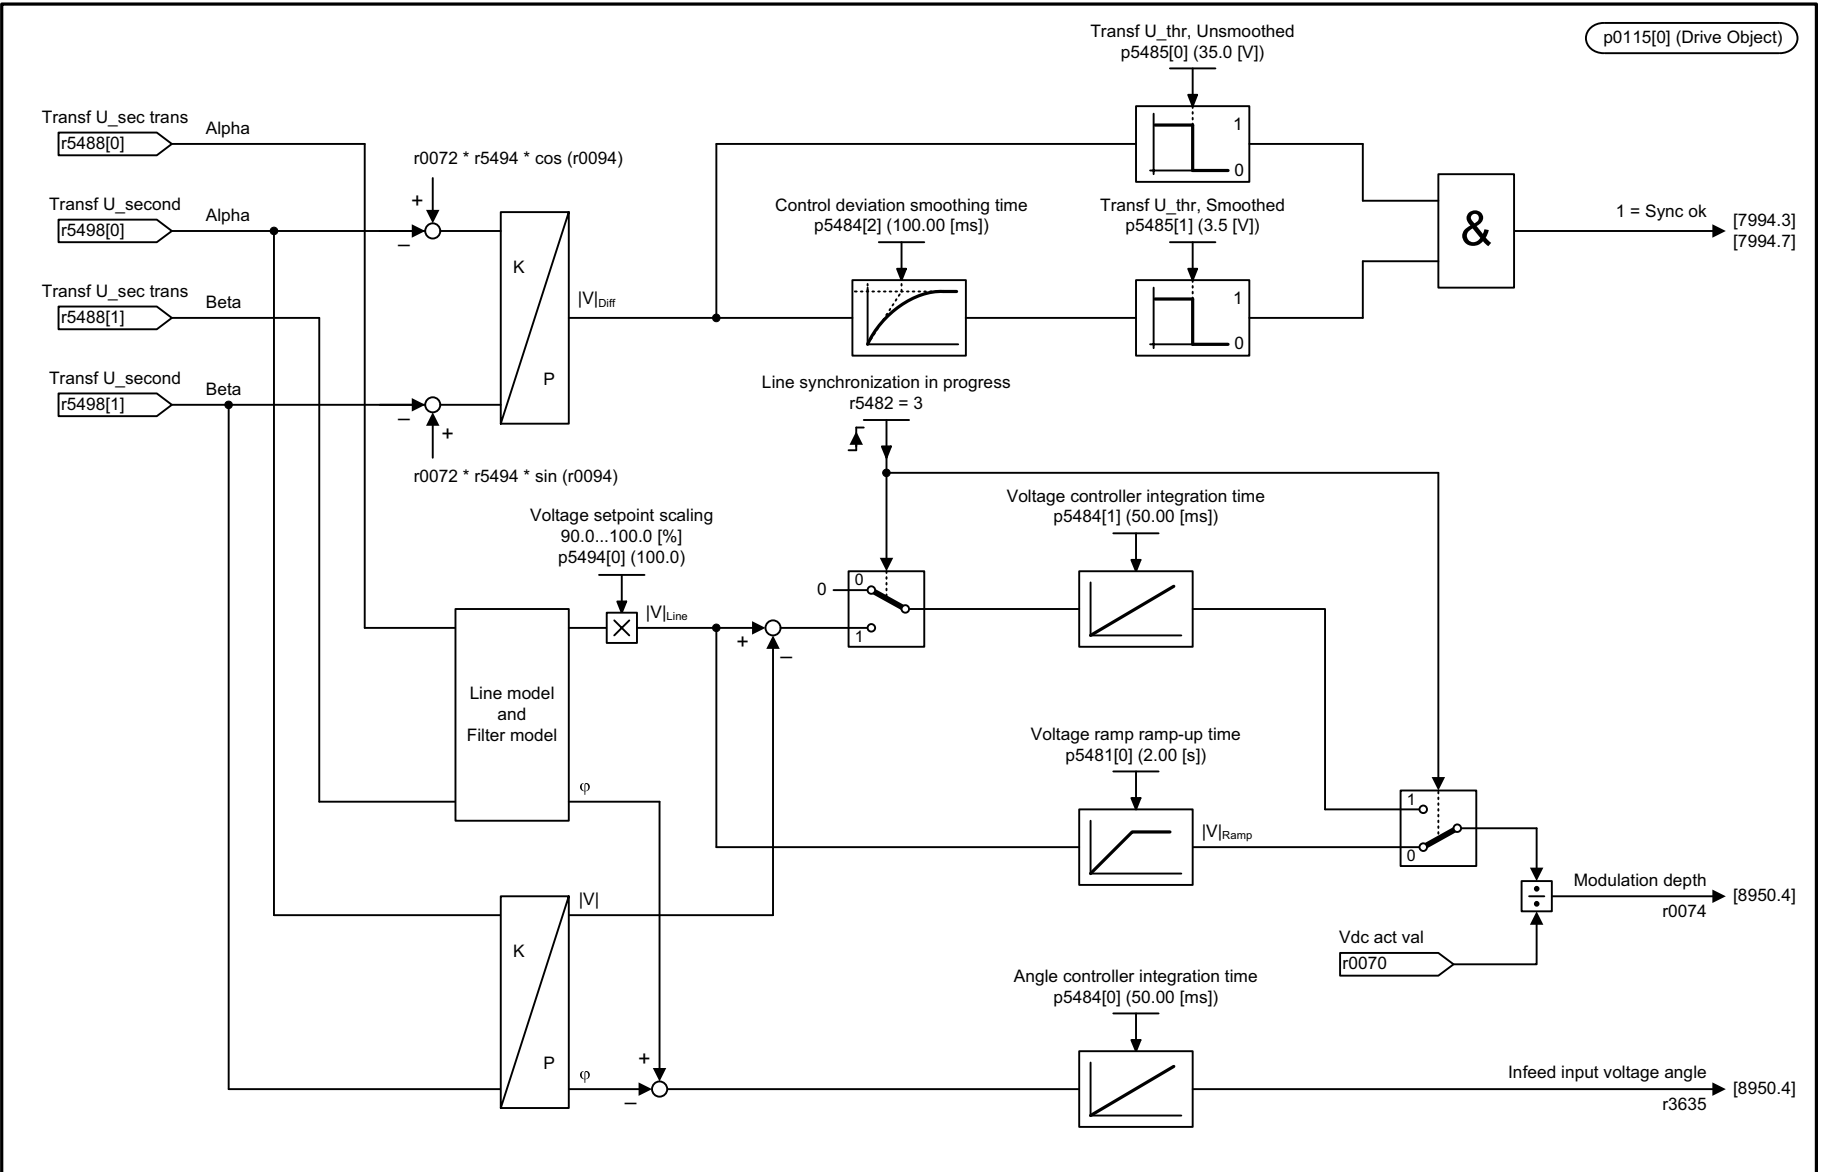 Transf U_thr, Unsmoothed
p5485[0] (35.0 [V])
p0115[0] (Drive Object)
Transf U_sec trans
r5488[0]
Alpha
r0072 * r5494 * cos (r0094)
+
1
0
Transf U_second
r5498[0]
Alpha
–
K
P
|V|Diff
Control deviation smoothing time
p5484[2] (100.00 [ms])
Transf U_thr, Smoothed
p5485[1] (3.5 [V])
1
0
&
1 = Sync ok
[7994.3]
[7994.7]
Transf U_sec trans
r5488[1]
Beta
Transf U_second
r5498[1]
Beta
–
+
r0072 * r5494 * sin (r0094)
Line synchronization in progress
r5482 = 3
Voltage setpoint scaling
90.0...100.0 [%]
p5494[0] (100.0)
Voltage controller integration time
p5484[1] (50.00 [ms])
0
0
1
|V|Line
+
–
Line model
and
Filter model
φ
Voltage ramp ramp-up time
p5481[0] (2.00 [s])
|V|Ramp
1
0
Modulation depth
r0074
[8950.4]
Vdc act val
r0070
K
P
|V|
φ
+
–
Angle controller integration time
p5484[0] (50.00 [ms])
Infeed input voltage angle
r3635
[8950.4]